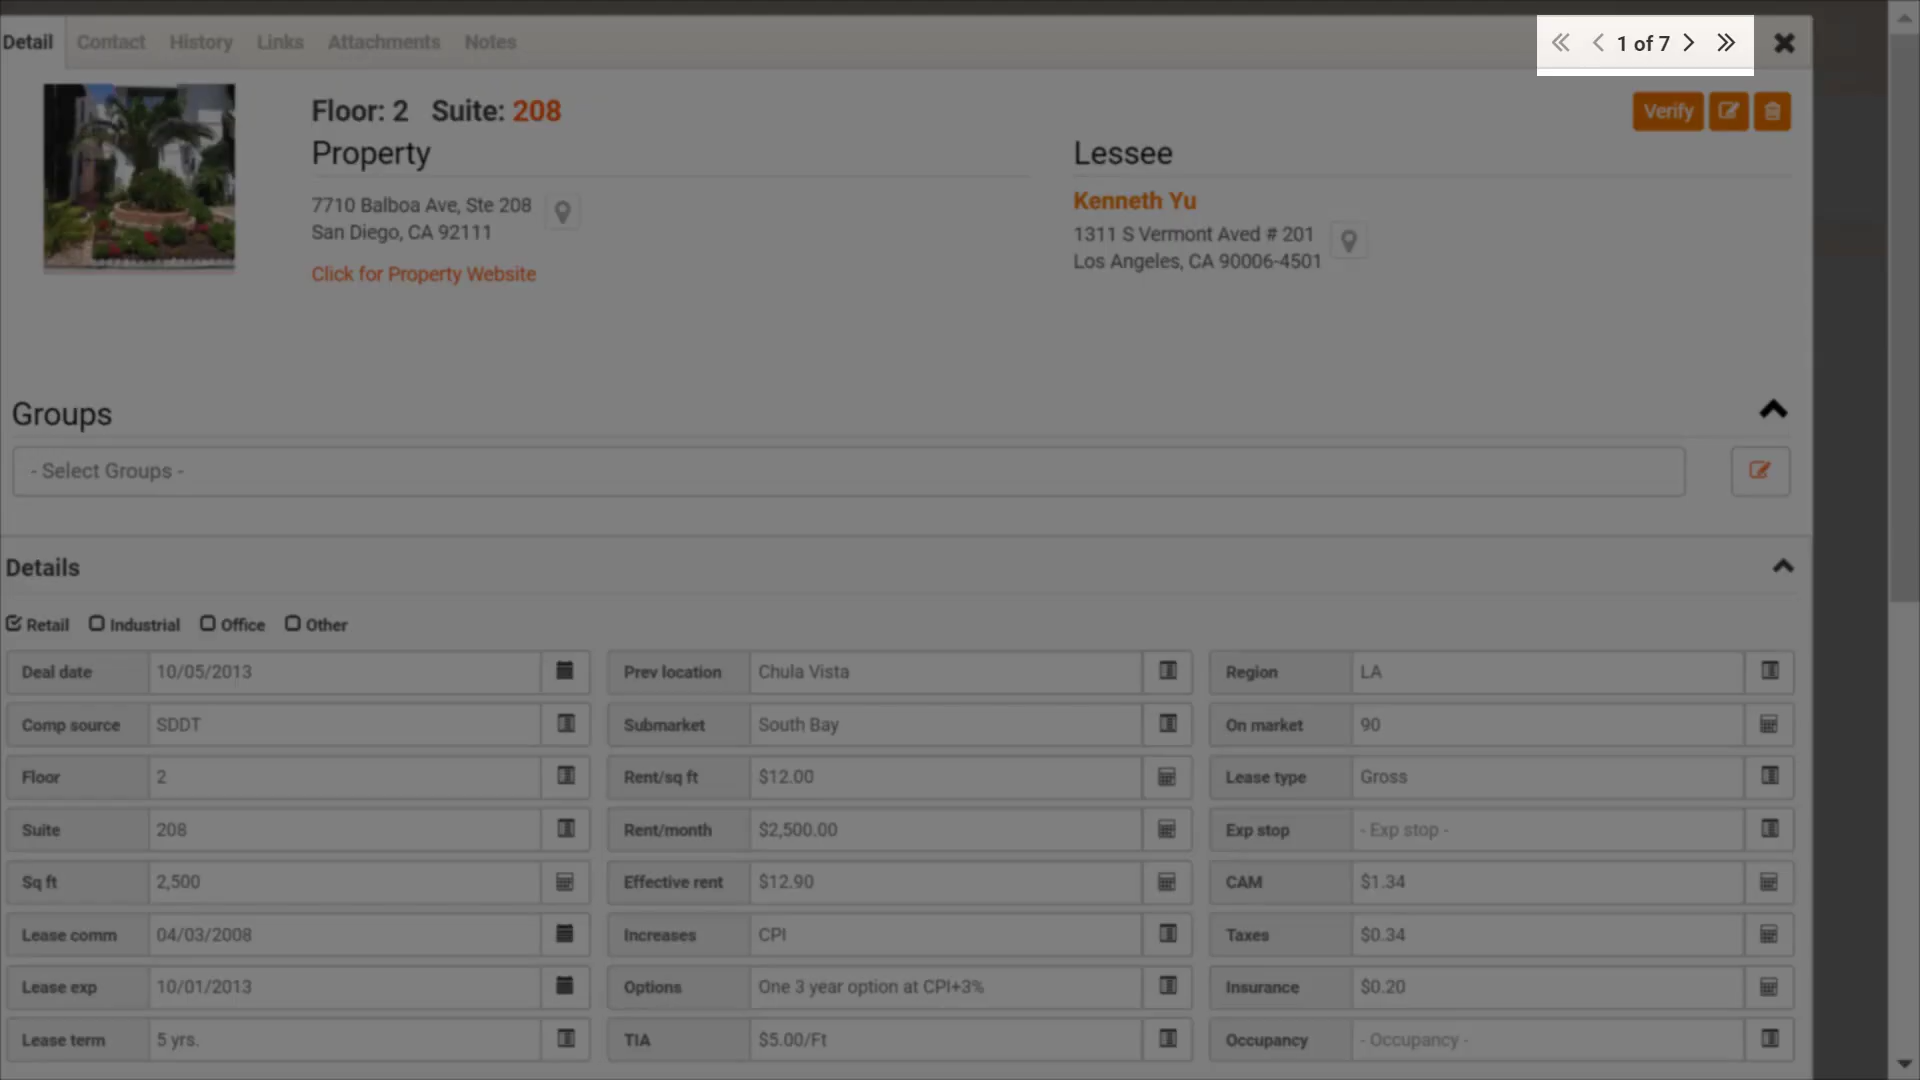 Detail Contact History Links Attachments Notes
1 of 7
Floor: 2 Suite: 208
Verify
Property
Lessee
7710 Balboa Ave, Ste 208
San Diego, CA 92111
Click for Property Website
Kenneth Yu
1311 S Vermont Aved # 201
Los Angeles, CA 90006-4501
Groups
- Select Groups -
Details
Retail Industrial Office Other
Deal date 10/05/2013 Prev location Chula Vista Region LA
Comp source SDDT Submarket South Bay On market 90
Floor 2 Rent/sq ft $12.00 Lease type Gross
Suite 208 Rent/month $2,500.00 Exp stop - Exp stop -
Sq ft 2,500 Effective rent $12.90 CAM $1.34
Lease comm 04/03/2008 Increases CPI Taxes $0.34
Lease exp 10/01/2013 Options One 3 year option at CPI+3% Insurance $0.20
Lease term 5 yrs. TIA $5.00/Ft Occupancy - Occupancy -